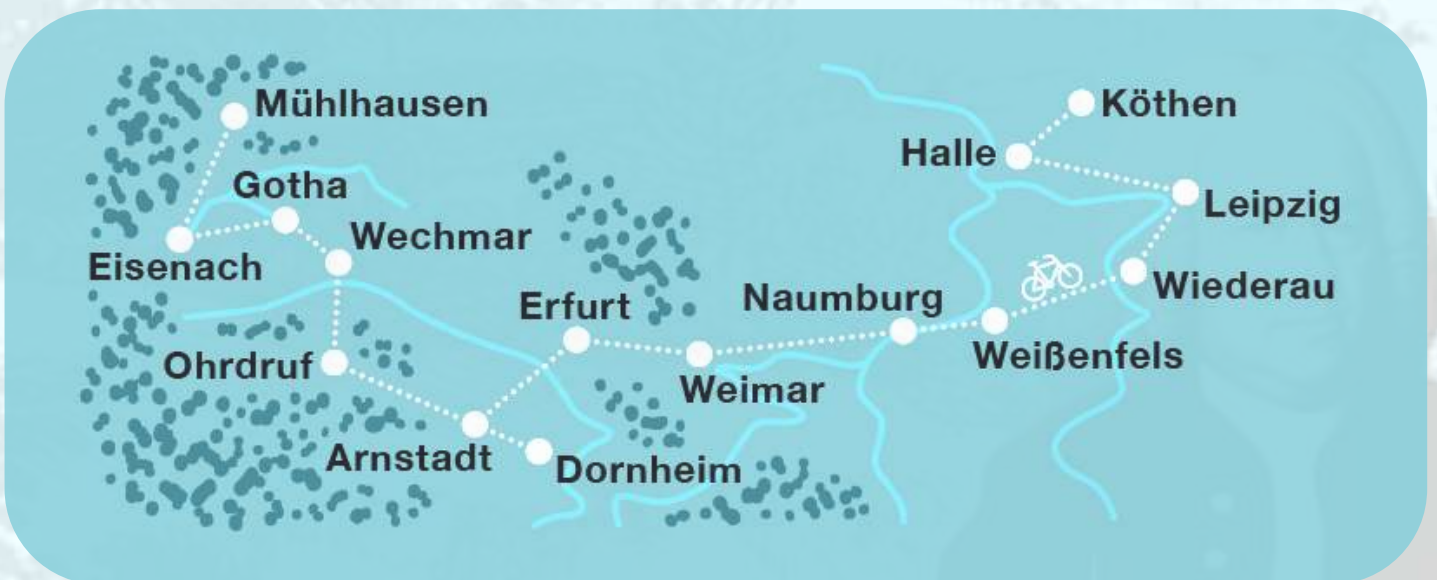 Mühlhausen
Köthen
Halle
Gotha
Leipzig
Wechmar
Eisenach
Wiederau
Naumburg
Erfurt
Weißenfels
Ohrdruf
Weimar
Arnstadt
Dornheim